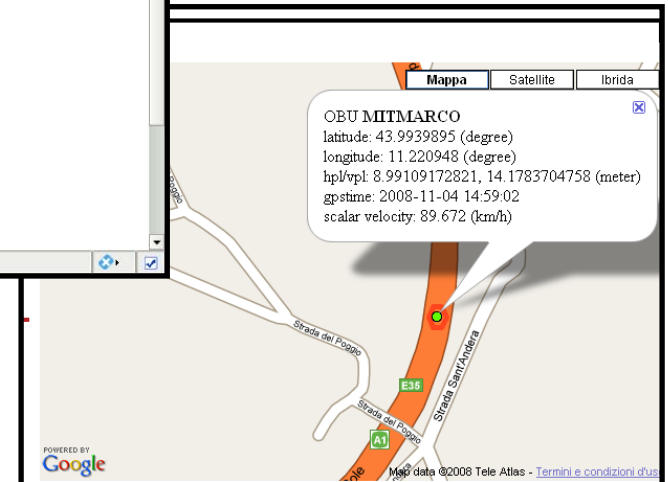 Mappa Satellite Ibrida
OBU MITMARCO
latitude: 43.9939895 (degree)
longitude: 11.220948 (degree)
hpl/vpl: 8.99109172821, 14.1783704758 (meter)
gpstime: 2008-11-04 14:59:02
scalar velocity: 89.672 (km/h)
Poggio
Strada del Poggio
Strada Sant'Andera
E35
Strada del Poggio
A1
POWERED BY
Google
Map data ©2008 Tele Atlas - Termini e condizioni d'us